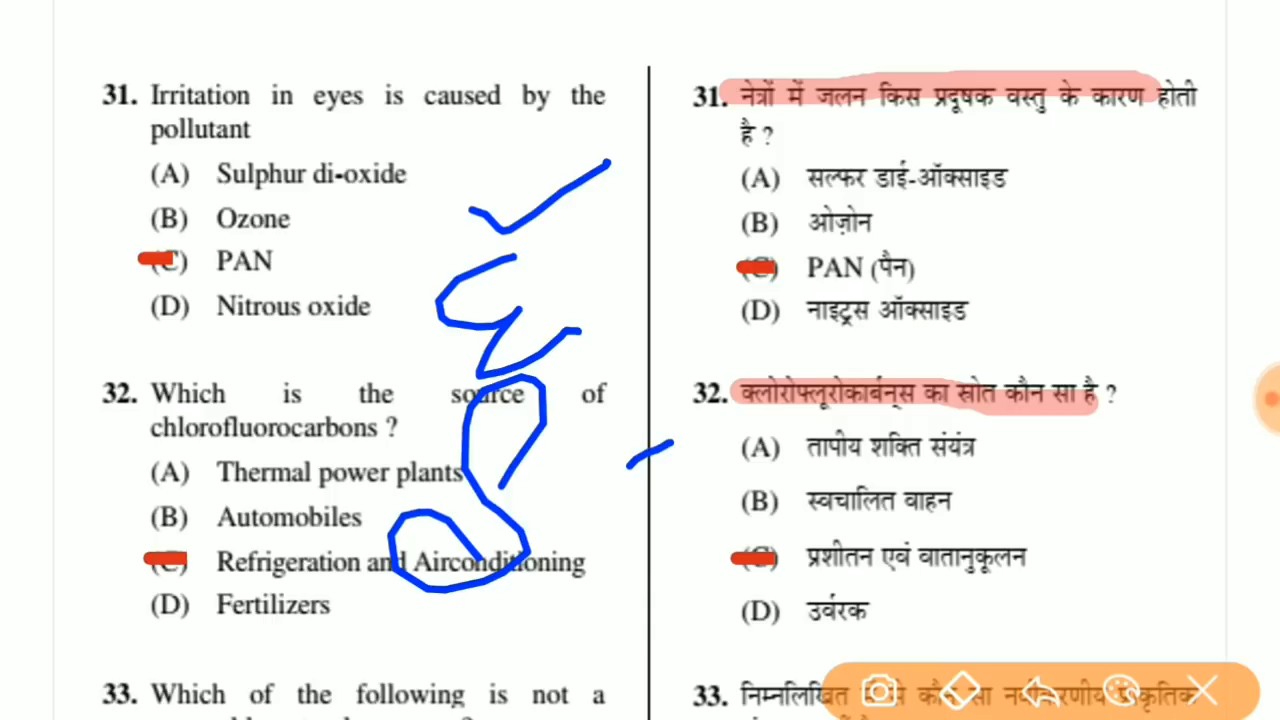 31. Irritation in eyes is caused by the
pollutant
(A) Sulphur di-oxide
(B) Ozone
(C) PAN
(D) Nitrous oxide
32. Which is the source of
chlorofluorocarbons ?
(A) Thermal power plants
(B) Automobiles
(C) Refrigeration and Airconditioning
(D) Fertilizers
33. Which of the following is not a
31. नेत्रों में जलन किस प्रदूषक वस्तु के कारण होती
है ?
(A) सल्फर डाई-ऑक्साइड
(B) ओज़ोन
(C) PAN (पैन)
(D) नाइट्रस ऑक्साइड
32. क्लोरोफ्लूरोकार्बन्स का स्रोत कौन सा है ?
(A) तापीय शक्ति संयंत्र
(B) स्वचालित वाहन
(C) प्रशीतन एवं वातानुकूलन
(D) उर्वरक
33. निम्नलिखित में से कौन सा नवीकरणीय प्राकृतिक